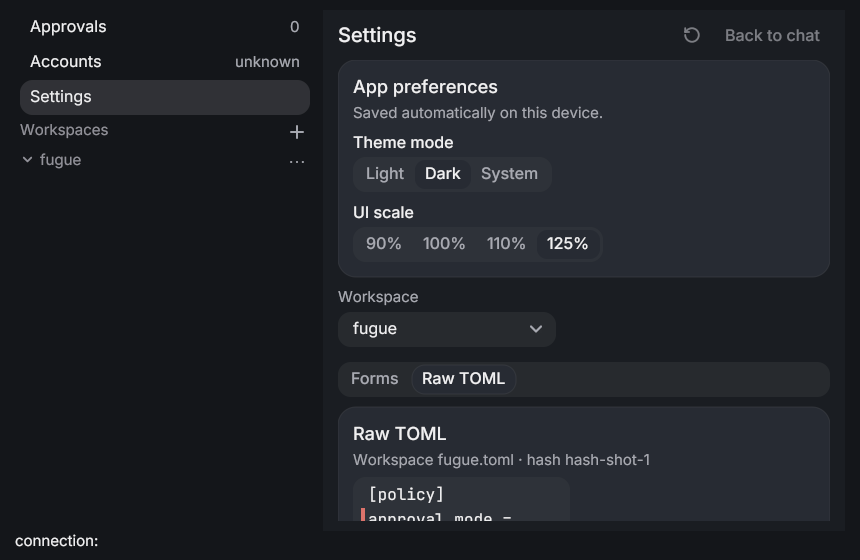 Approvals 0
Accounts unknown
Settings
Workspaces +
fugue ...
connection:
Settings Back to chat
App preferences
Saved automatically on this device.
Theme mode
Light Dark System
UI scale
90% 100% 110% 125%
Workspace
fugue
Forms Raw TOML
Raw TOML
Workspace fugue.toml · hash hash-shot-1
[policy]
approval_mode =